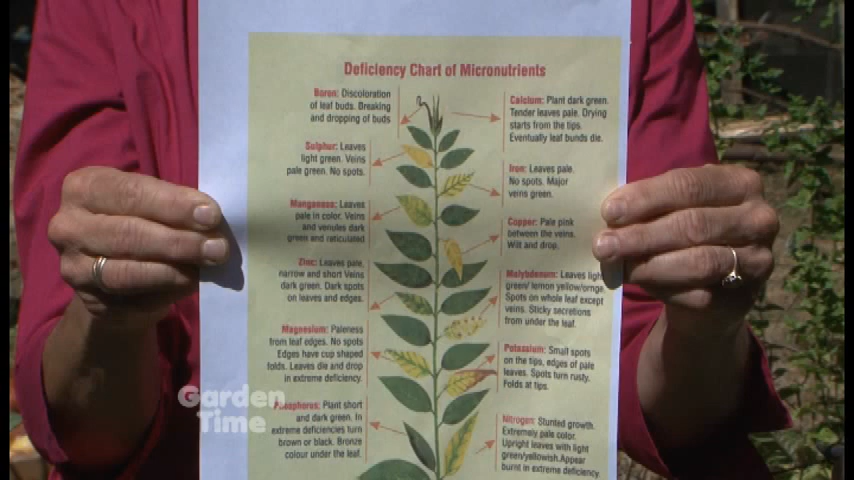 Deficiency Chart of Micronutrients
Boron: Discoloration
of leaf buds. Breaking
and dropping of buds
Sulphur: Leaves
light green. Veins
pale green. No spots.
Manganese: Leaves
pale in color. Veins
and venules dark
green and reticulated
Zinc: Leaves pale,
narrow and short Veins
dark green. Dark spots
on leaves and edges.
Magnesium: Paleness
from leaf edges. No spots
Edges have cup shaped
folds. Leaves die and drop
in extreme deficiency.
Phosphorus: Plant short
and dark green. In
extreme deficiencies turn
brown or black. Bronze
colour under the leaf.
Calcium: Plant dark green.
Tender leaves pale. Drying
starts from the tips.
Eventually leaf bunds die.
Iron: Leaves pale.
No spots. Major
veins green.
Copper: Pale pink
between the veins.
Wilt and drop.
Molybdenum: Leaves light
green/ lemon yellow/ornge.
Spots on whole leaf except
veins. Sticky secretions
from under the leaf.
Potassium: Small spots
on the tips, edges of pale
leaves. Spots turn rusty.
Folds at tips.
Nitrogen: Stunted growth.
Extremely pale color.
Upright leaves with light
green/yellowish.Appear
burnt in extreme deficiency.
Garden
Time